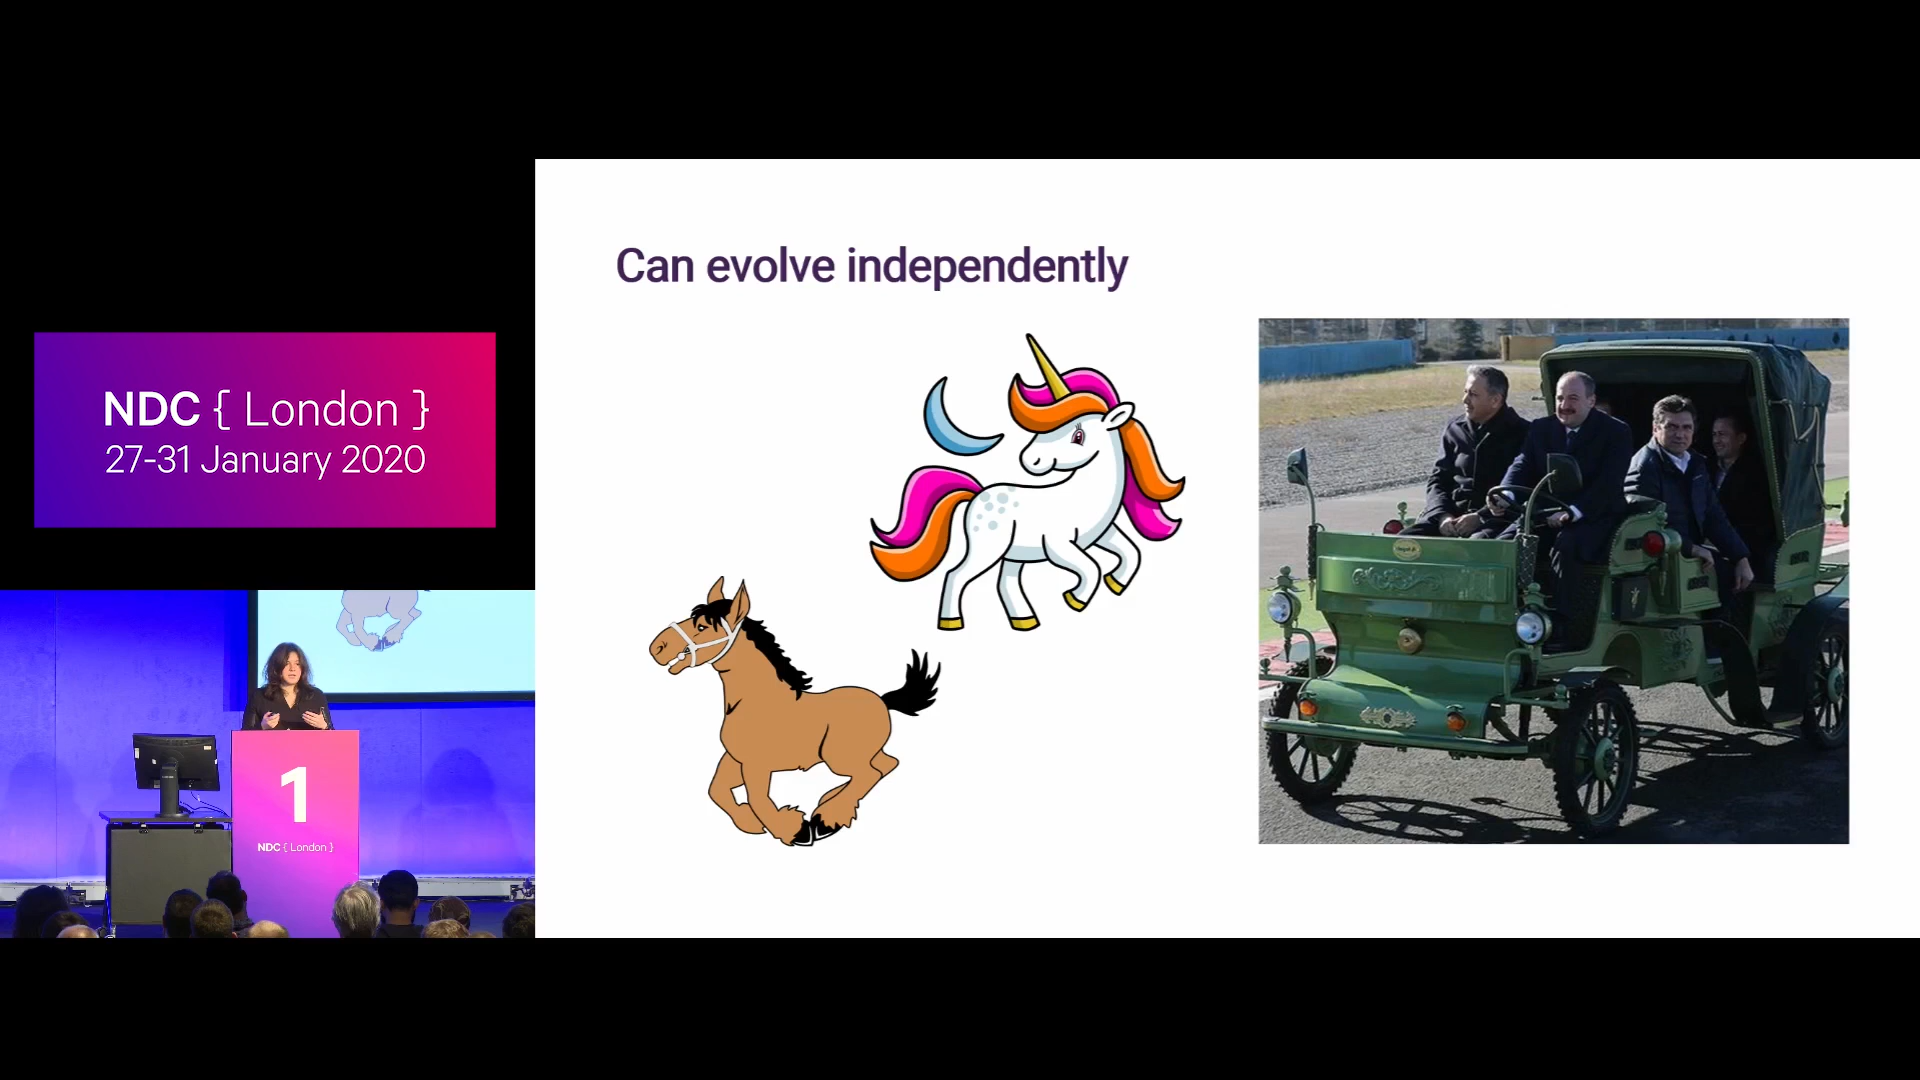 NDC { London }
27-31 January 2020
Can evolve independently
1
NDC { London }